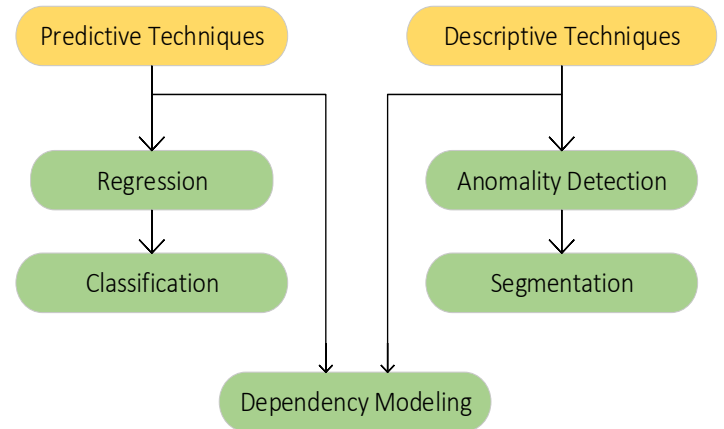 Predictive Techniques
Descriptive Techniques
Regression
Anomality Detection
Classification
Segmentation
Dependency Modeling